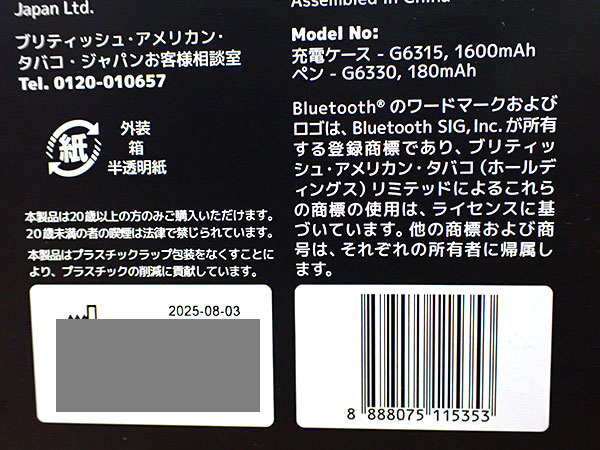 Japan Ltd.
ブリティッシュ・アメリカン・
タバコ・ジャパンお客様相談室
Tel. 0120-010657
紙
外装
箱
半透明紙
本製品は20歳以上の方のみご購入いただけます。
20歳未満の者の喫煙は法律で禁じられています。
本製品はプラスチックラップ包装をなくすことに
より、プラスチックの削減に貢献しています。
2025-08-03
Assembled in China
Model No:
充電ケース - G6315, 1600mAh
ペン - G6330, 180mAh
Bluetooth® のワードマークおよび
ロゴは、Bluetooth SIG, Inc. が所有
する登録商標であり、ブリティッ
シュ・アメリカン・タバコ（ホールデ
ィングス）リミテッドによるこれら
の商標の使用は、ライセンスに基
づいています。他の商標および商
号は、それぞれの所有者に帰属し
ます。
8 888075 115353